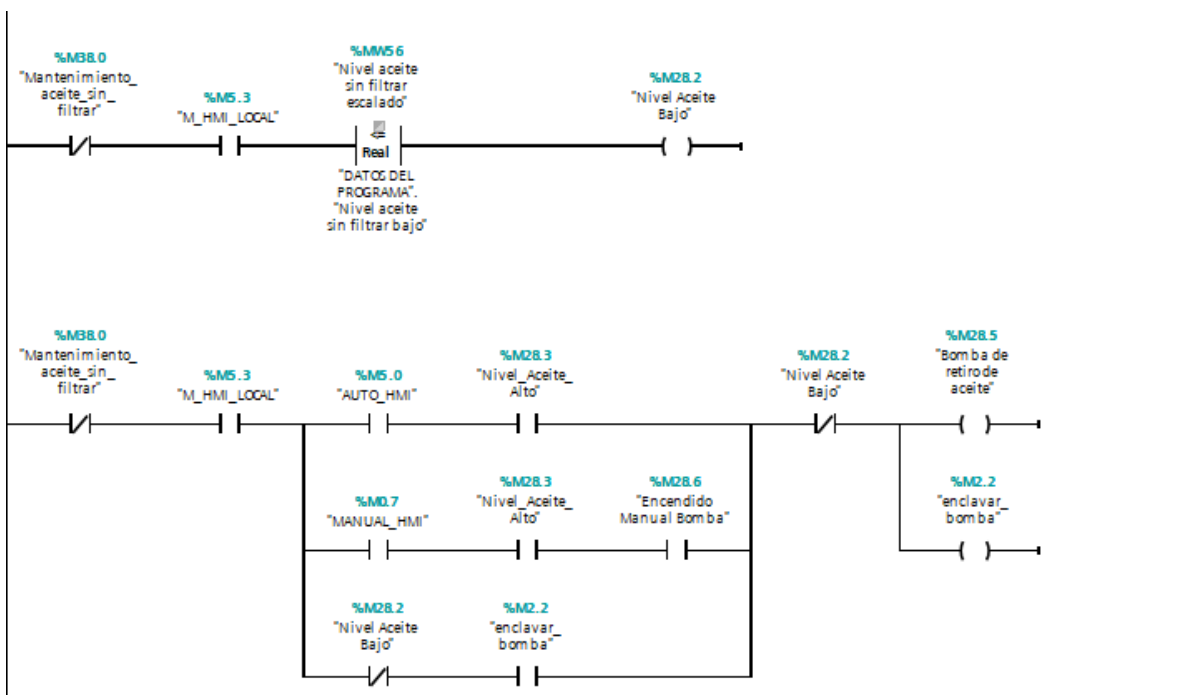 %M38.0
"Mantenimiento_
aceite_sin_
filtrar"
%M5.3
"M_HMI_LOCAL"
%MW56
"Nivel aceite
sin filtrar
escalado"
Real
"DATOS DEL
PROGRAMA".
"Nivel aceite
sin filtrar bajo"
%M28.2
"Nivel Aceite
Bajo"
%M38.0
"Mantenimiento_
aceite_sin_
filtrar"
%M5.3
"M_HMI_LOCAL"
%M5.0
"AUTO_HMI"
%M28.3
"Nivel_Aceite_
Alto"
%M28.2
"Nivel Aceite
Bajo"
%M28.5
"Bomba de
retirode
aceite"
%M0.7
"MANUAL_HMI"
%M28.3
"Nivel_Aceite_
Alto"
%M28.6
"Encendido
Manual Bomba"
%M2.2
"enclavar_
bomba"
%M28.2
"Nivel Aceite
Bajo"
%M2.2
"enclavar_
bomba"